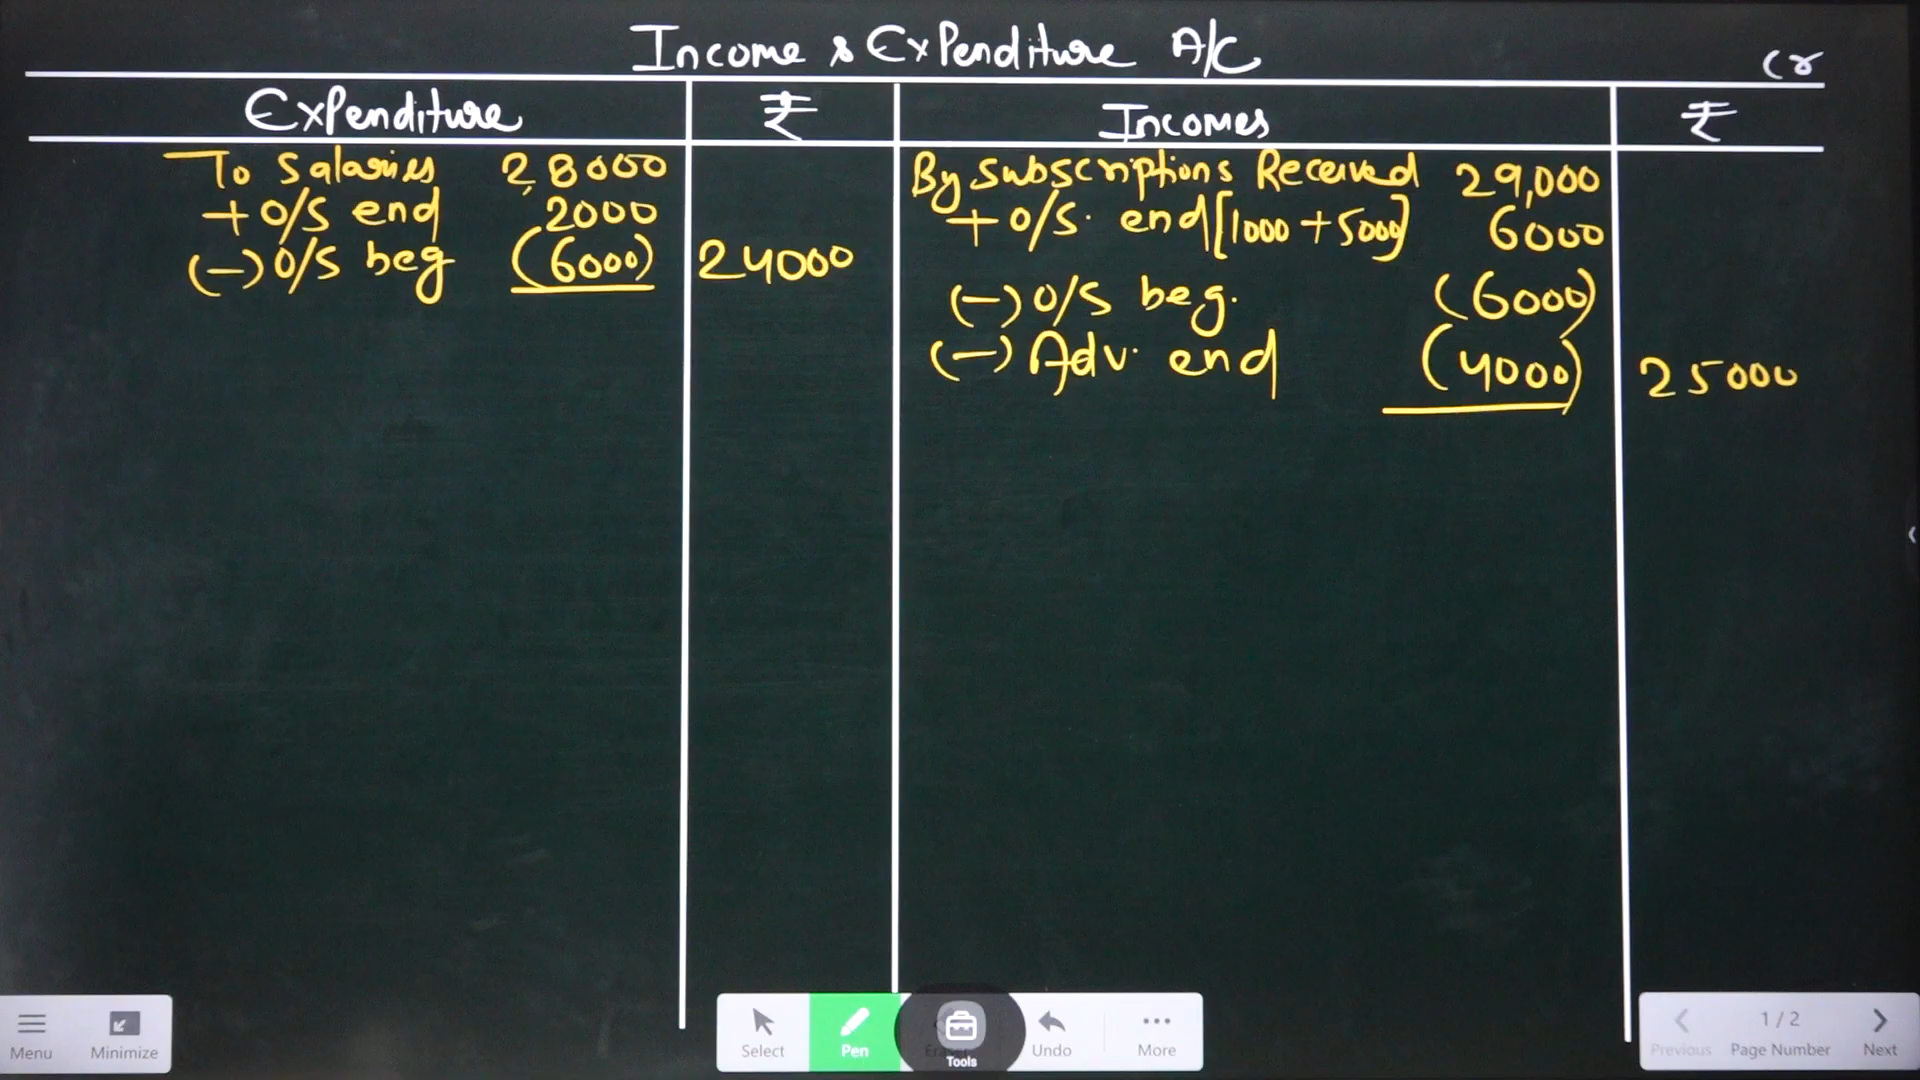 Income & Expenditure A/C
Cr
Expenditure ₹ Incomes ₹
To Salaries 28000
+ O/S end 2000
(-) O/S beg (6000) 24000
By subscriptions Received 29,000
+ O/S. end [1000 + 5000] 6000
(-) O/S beg. (6000)
(-) Adv. end (4000) 25000
Menu
Minimize
Select
Pen
Tools
Undo
More
1 / 2
Previous
Page Number
Next